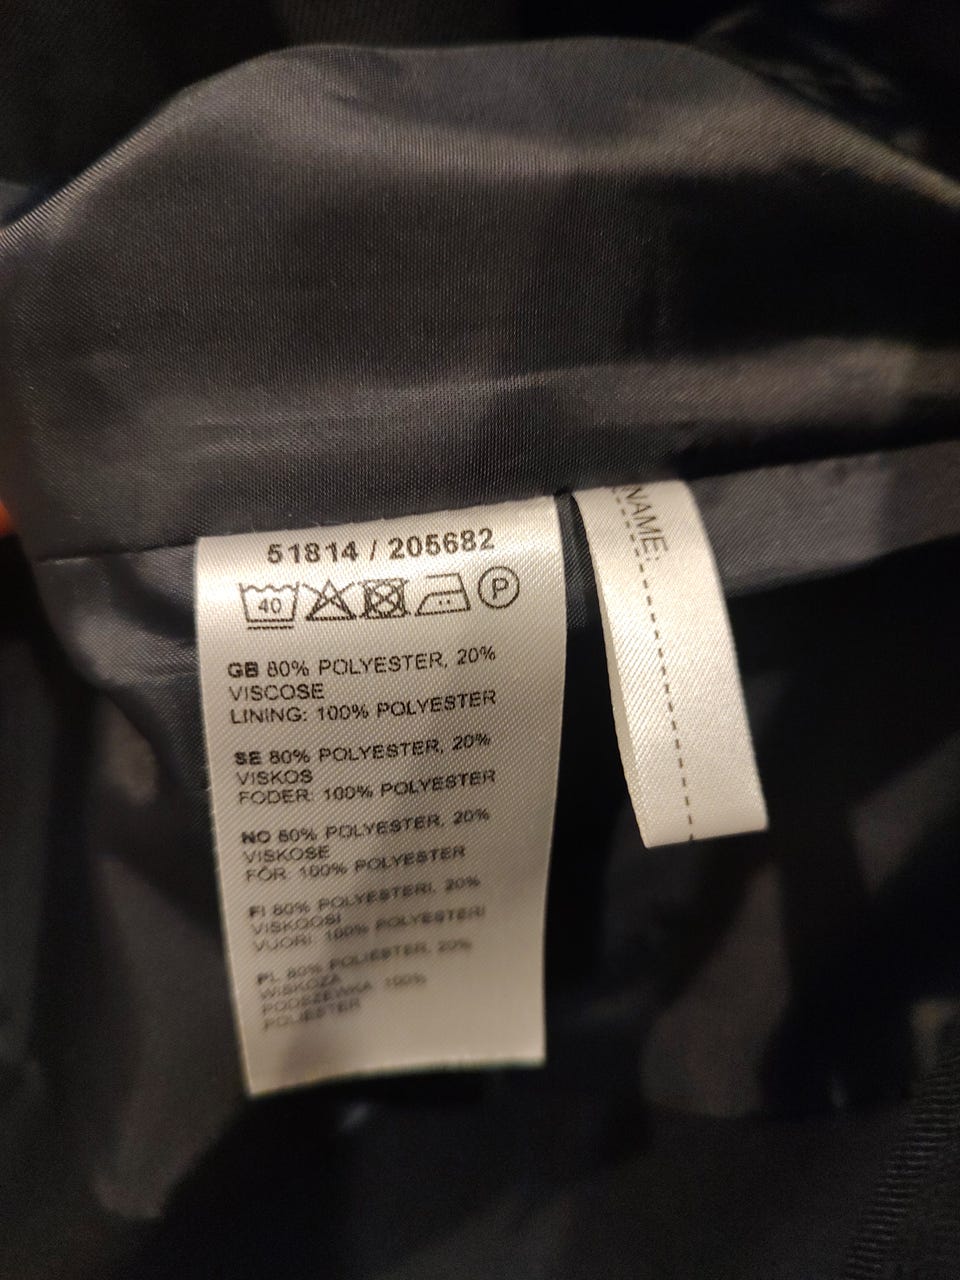 51814 / 205682
40 P
GB 80% POLYESTER, 20%
VISCOSE
LINING: 100% POLYESTER
SE 80% POLYESTER, 20%
VISKOS
FODER: 100% POLYESTER
NO 80% POLYESTER, 20%
VISKOSE
FÔR: 100% POLYESTER
FI 80% POLYESTERI, 20%
VISKOOSI
VUORI: 100% POLYESTERI
PL 80% POLIESTER, 20%
WISKOZA
PODSZEWKA: 100%
POLIESTER
NAME: